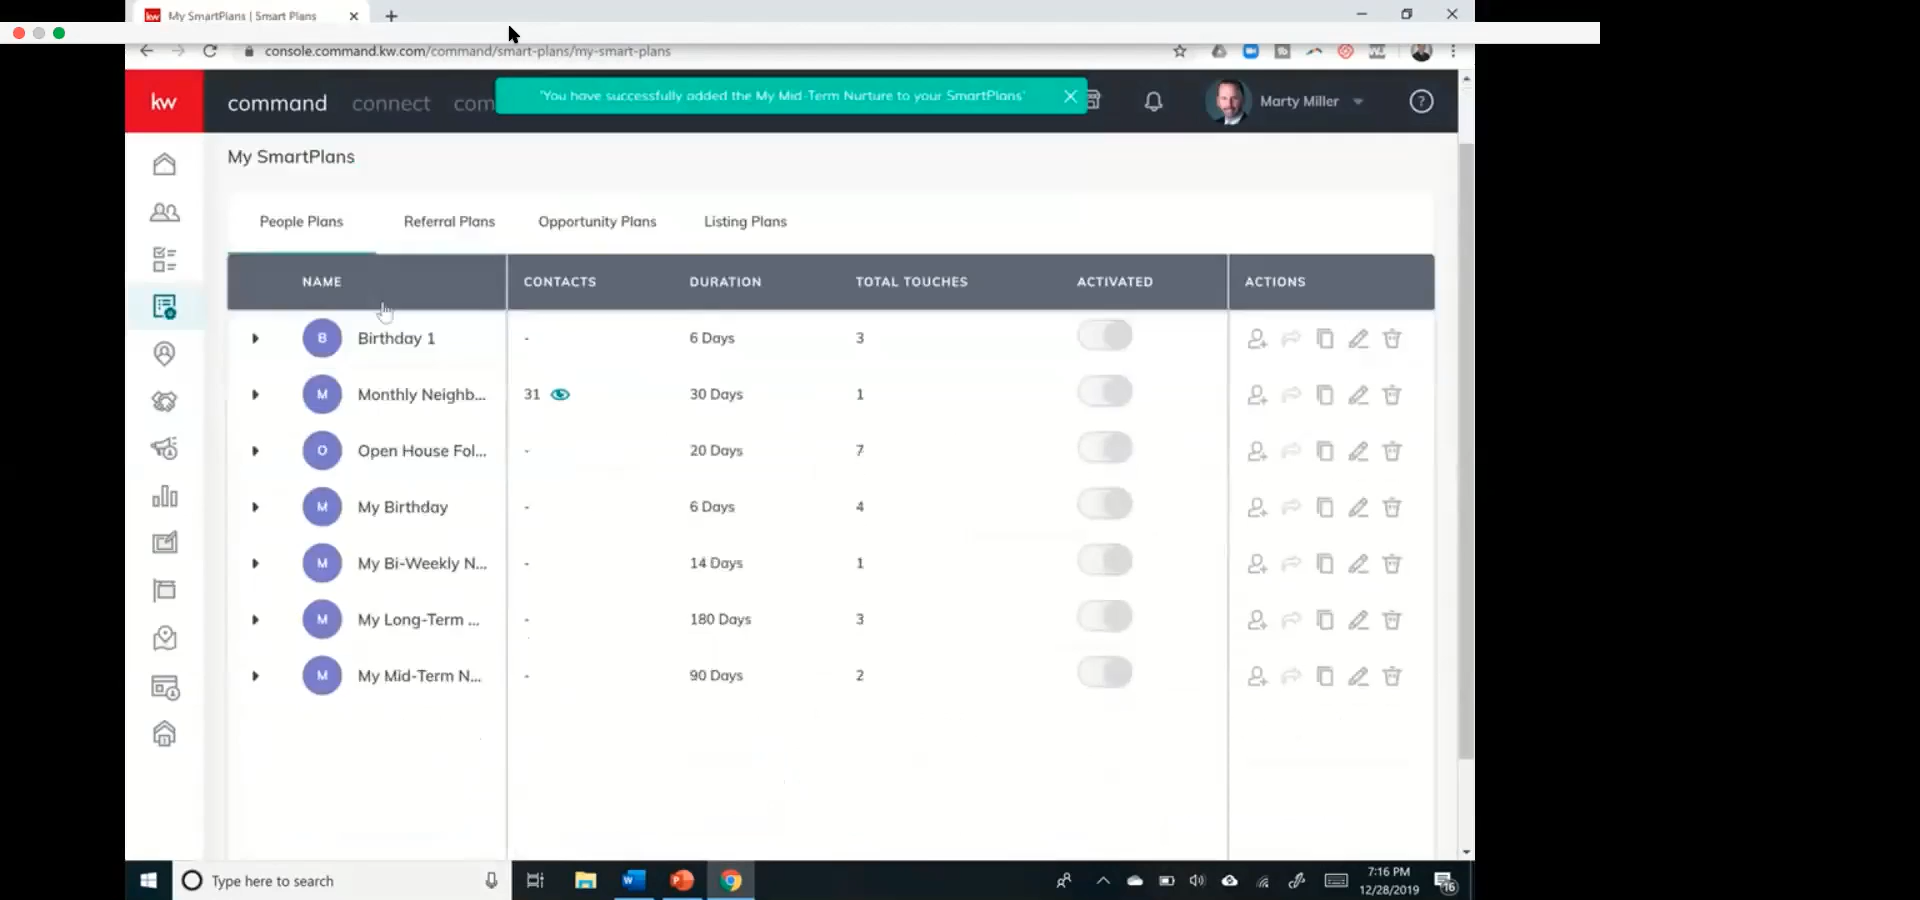 kw My SmartPlans | Smart Plans
console.command.kw.com/command/smart-plans/my-smart-plans
kw command connect com
'You have successfully added the My Mid-Term Nurture to your SmartPlans'
Marty Miller
?
My SmartPlans
People Plans Referral Plans Opportunity Plans Listing Plans
NAME CONTACTS DURATION TOTAL TOUCHES ACTIVATED ACTIONS
B Birthday 1 - 6 Days 3
M Monthly Neighb... 31 30 Days 1
O Open House Fol... - 20 Days 7
M My Birthday - 6 Days 4
M My Bi-Weekly N... - 14 Days 1
M My Long-Term ... - 180 Days 3
M My Mid-Term N... - 90 Days 2
Type here to search
7:16 PM
12/28/2019
16